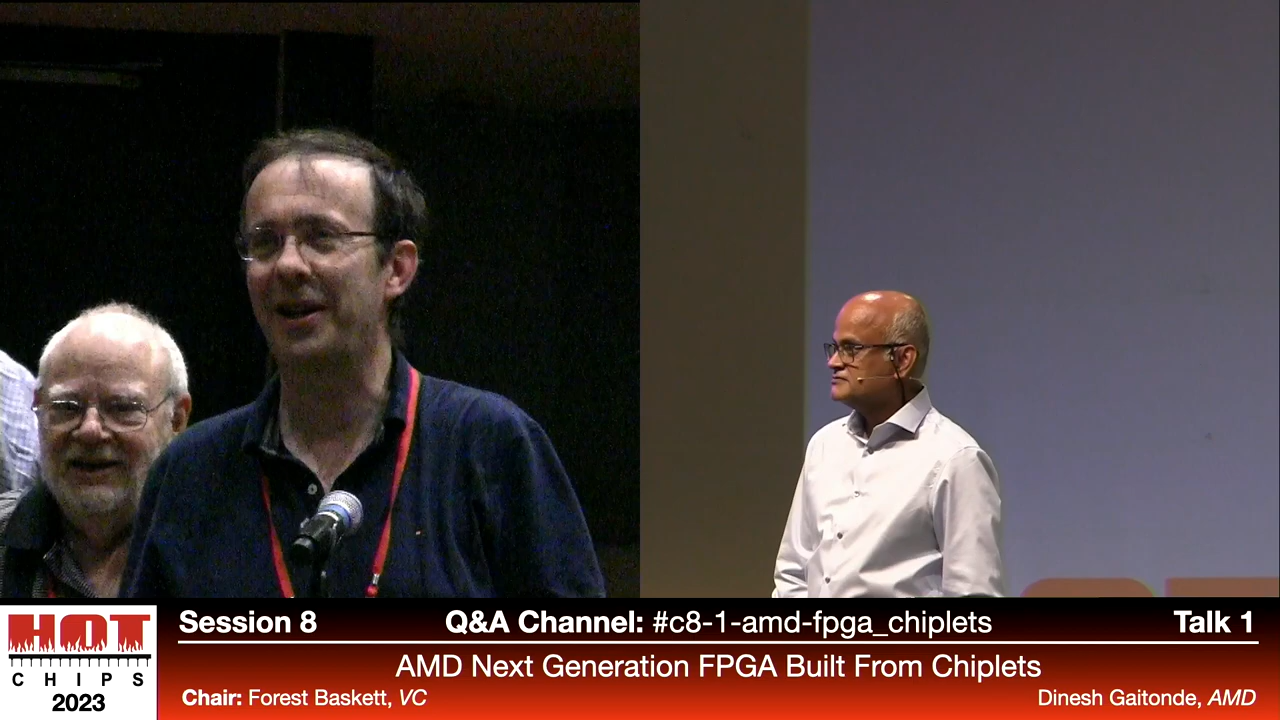 Session 8
Q&A Channel: #c8-1-amd-fpga_chiplets
Talk 1
HOT
CHIPS
2023
AMD Next Generation FPGA Built From Chiplets
Chair: Forest Baskett, VC
Dinesh Gaitonde, AMD